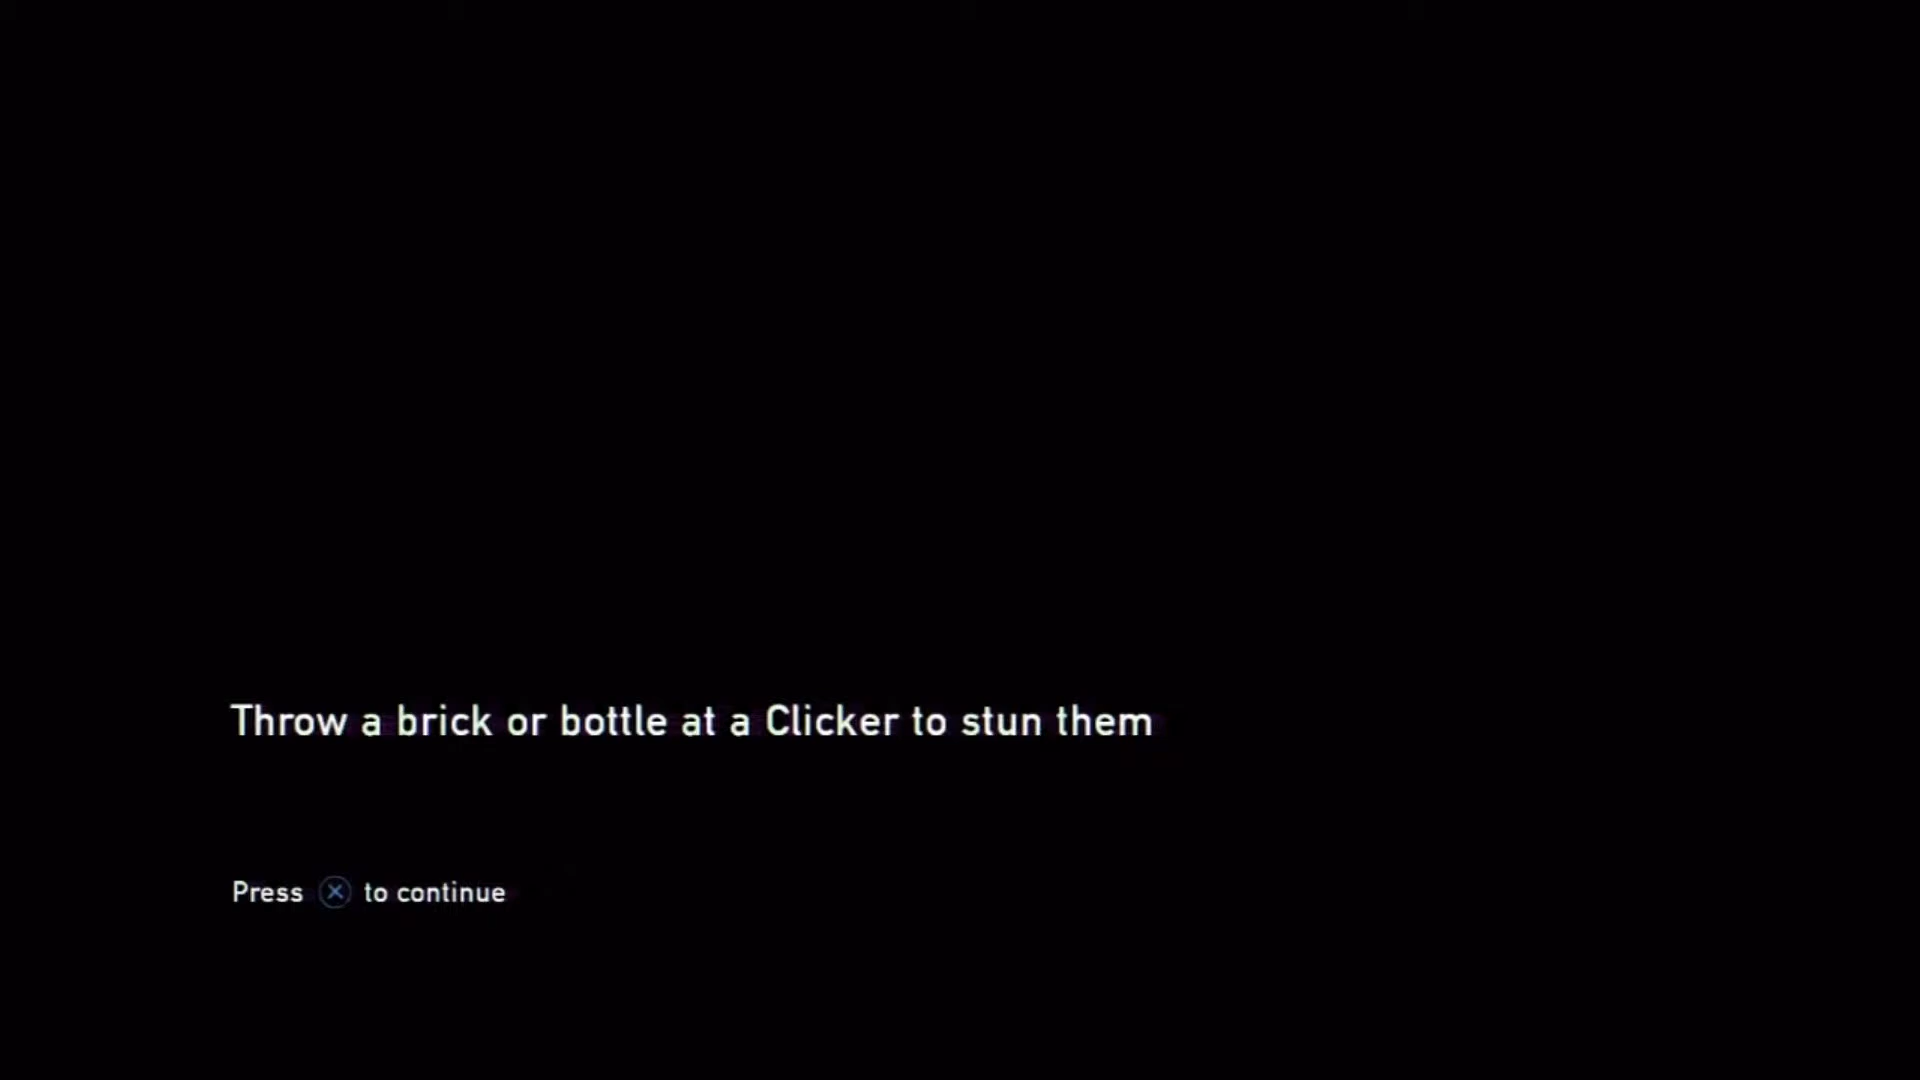 Throw a brick or bottle at a Clicker to stun them
Press ⓧ to continue